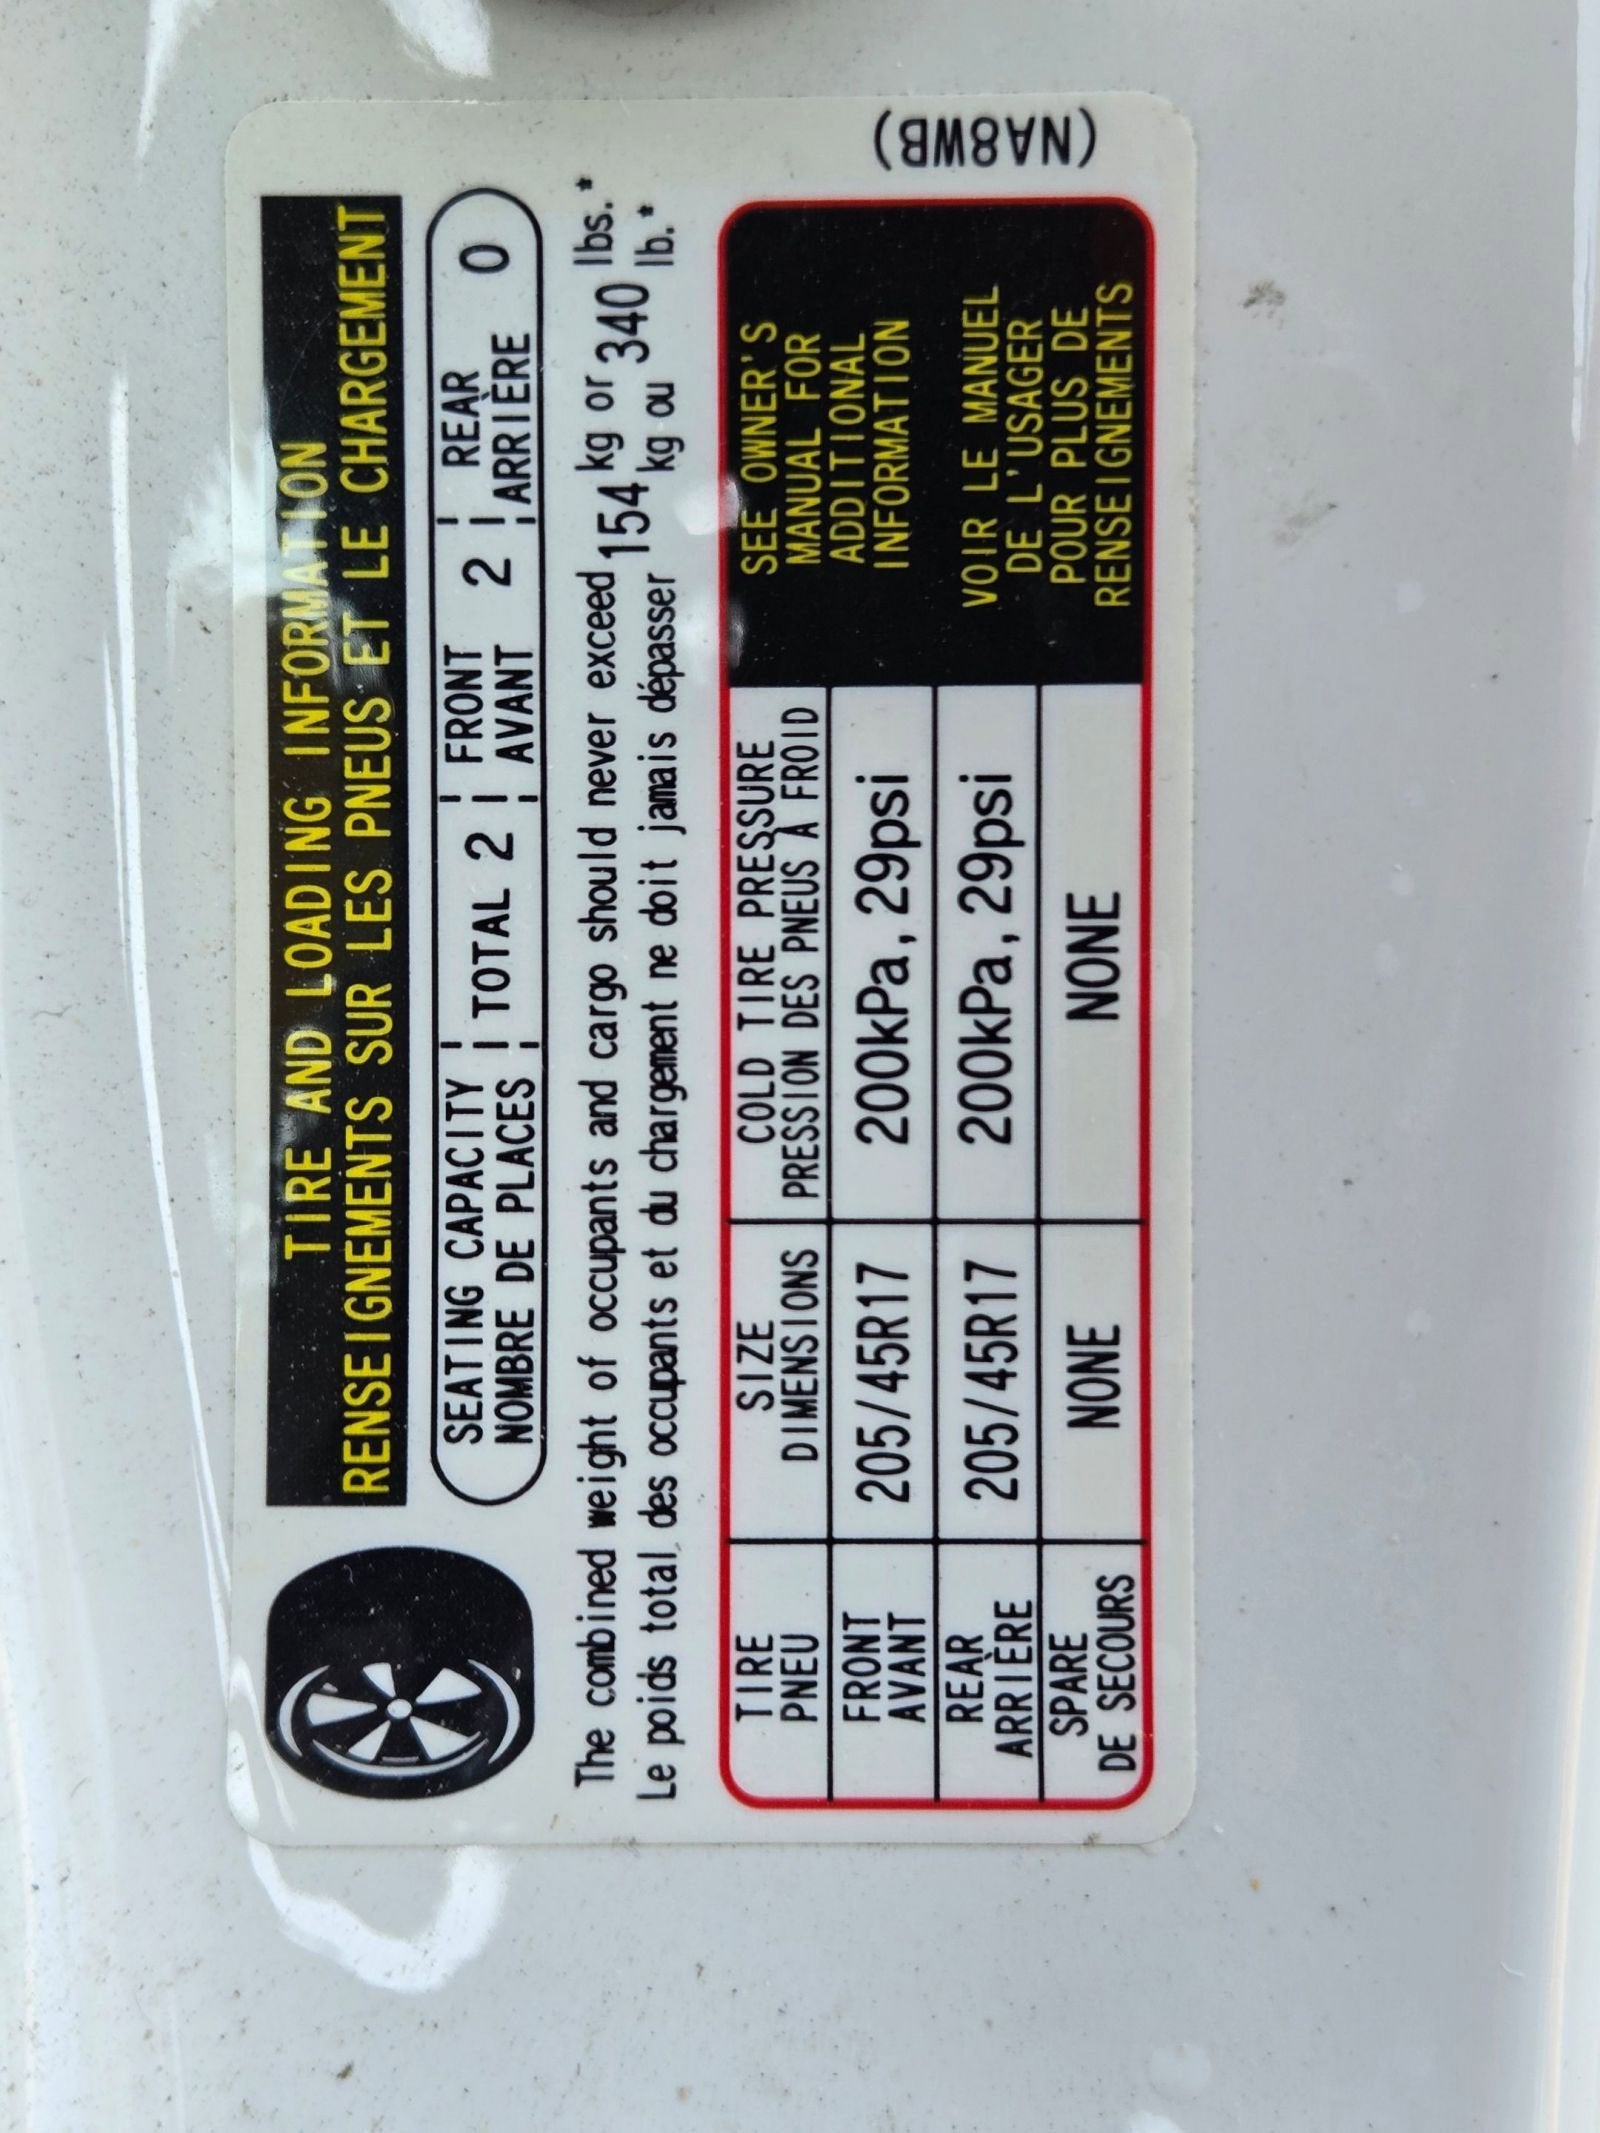 TIRE AND LOADING INFORMATION
RENSEIGNEMENTS SUR LES PNEUS ET LE CHARGEMENT
SEATING CAPACITY TOTAL 2 FRONT 2 REAR 0
NOMBRE DE PLACES AVANT ARRIÈRE
The combined weight of occupants and cargo should never exceed 154 kg or 340 lbs.*
Le poids total des occupants et du chargement ne doit jamais dépasser kg ou lb.*
TIRE SIZE COLD TIRE PRESSURE
PNEU DIMENSIONS PRESSION DES PNEUS À FROID
FRONT 205/45R17 200kPa, 29psi
AVANT
REAR 205/45R17 200kPa, 29psi
ARRIÈRE
SPARE NONE NONE
DE SECOURS
SEE OWNER'S
MANUAL FOR
ADDITIONAL
INFORMATION
VOIR LE MANUEL
DE L'USAGER
POUR PLUS DE
RENSEIGNEMENTS
(NA8WB)